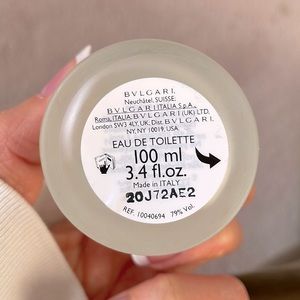 BVLGARI
Neuchâtel, SUISSE.
BVLGARI ITALIA S.p.A.,
Roma, ITALIA. BVLGARI (UK) LTD,
London SW3 4LY, UK. Dist. BVLGARI,
NY, NY 10019, USA
EAU DE TOILETTE
100 ml
3.4 fl.oz.
Made in ITALY
20J72AE2
REF. 10040694 79% Vol.